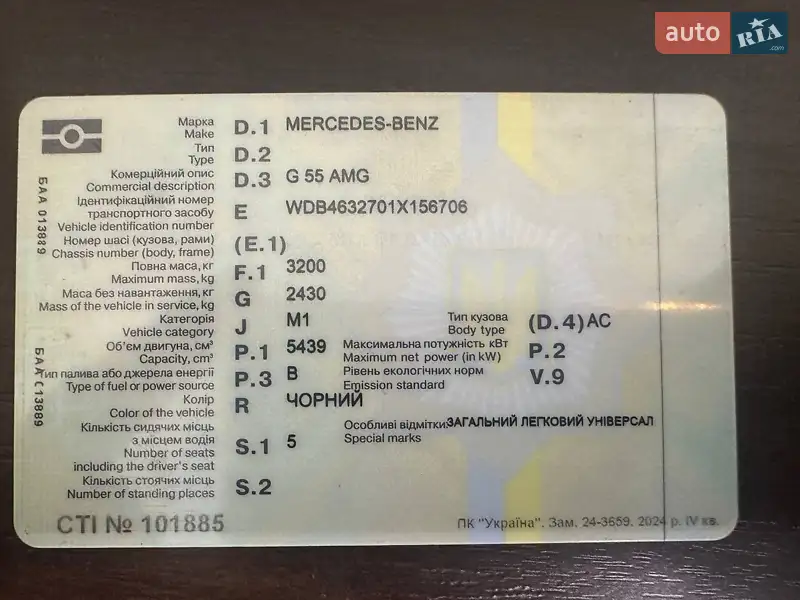 auto RIA .com
Марка
Make
D.1 MERCEDES-BENZ
Тип
Type
D.2
Комерційний опис
Commercial description
D.3 G 55 AMG
Ідентифікаційний номер
транспортного засобу
Vehicle identification number
E WDB4632701X156706
Номер шасі (кузова, рами)
Chassis number (body, frame)
(E.1)
Повна маса, кг
Maximum mass, kg
F.1 3200
Маса без навантаження, кг
Mass of the vehicle in service, kg
G 2430
Категорія
Vehicle category
J M1
Тип кузова
Body type
(D.4) AC
Об'єм двигуна, см³
Capacity, cm³
P.1 5439
Максимальна потужність кВт
Maximum net power (in kW)
P.2
Тип палива або джерела енергії
Type of fuel or power source
P.3 B
Рівень екологічних норм
Emission standard
V.9
Колір
Color of the vehicle
R ЧОРНИЙ
Кількість сидячих місць
з місцем водія
Number of seats
including the driver's seat
S.1 5
Особливі відмітки: ЗАГАЛЬНИЙ ЛЕГКОВИЙ УНІВЕРСАЛ
Special marks
Кількість стоячих місць
Number of standing places
S.2
СТІ № 101885
ПК "Україна". Зам. 24-3659. 2024 р. IV кв.
БАА 013889
БАА 013889